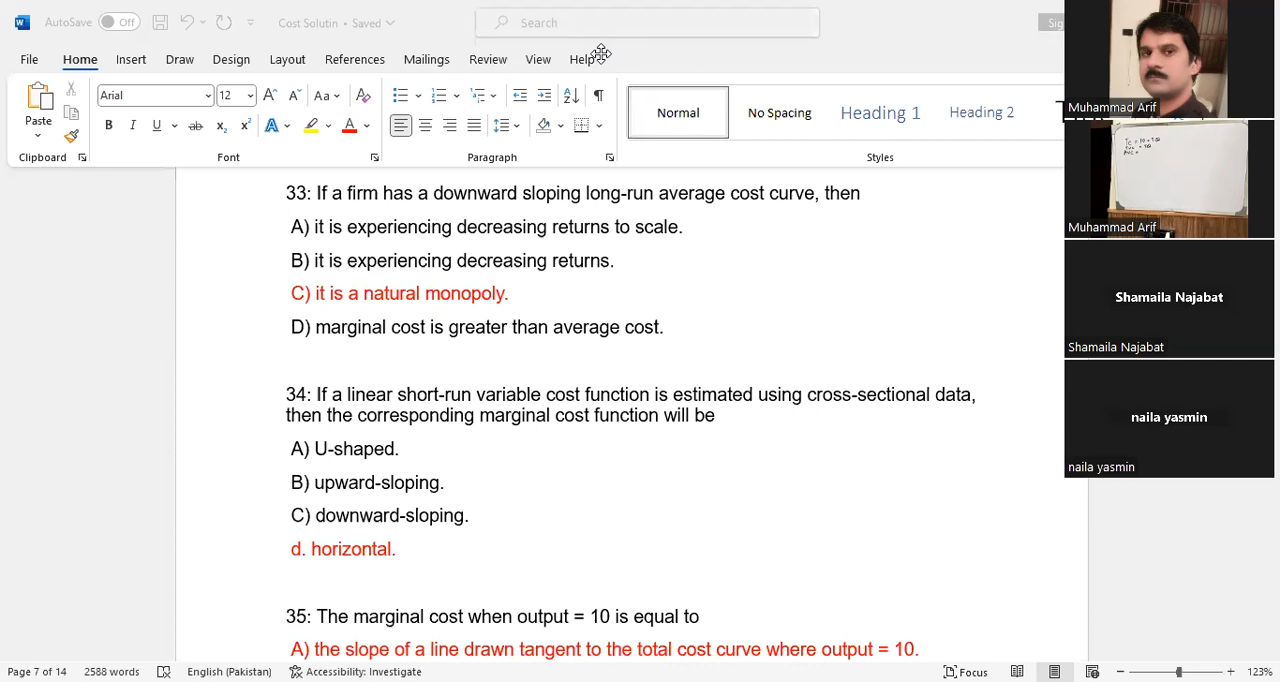 AutoSave Off Cost Solutin • Saved Search Sig
File Home Insert Draw Design Layout References Mailings Review View Help
Paste Arial 12 Aa Normal No Spacing Heading 1 Heading 2
Clipboard Font Paragraph Styles
33: If a firm has a downward sloping long-run average cost curve, then
A) it is experiencing decreasing returns to scale.
B) it is experiencing decreasing returns.
C) it is a natural monopoly.
D) marginal cost is greater than average cost.
34: If a linear short-run variable cost function is estimated using cross-sectional data,
then the corresponding marginal cost function will be
A) U-shaped.
B) upward-sloping.
C) downward-sloping.
d. horizontal.
35: The marginal cost when output = 10 is equal to
A) the slope of a line drawn tangent to the total cost curve where output = 10.
Page 7 of 14 2588 words English (Pakistan) Accessibility: Investigate Focus 123%
Muhammad Arif
Muhammad Arif
Shamaila Najabat
Shamaila Najabat
naila yasmin
naila yasmin